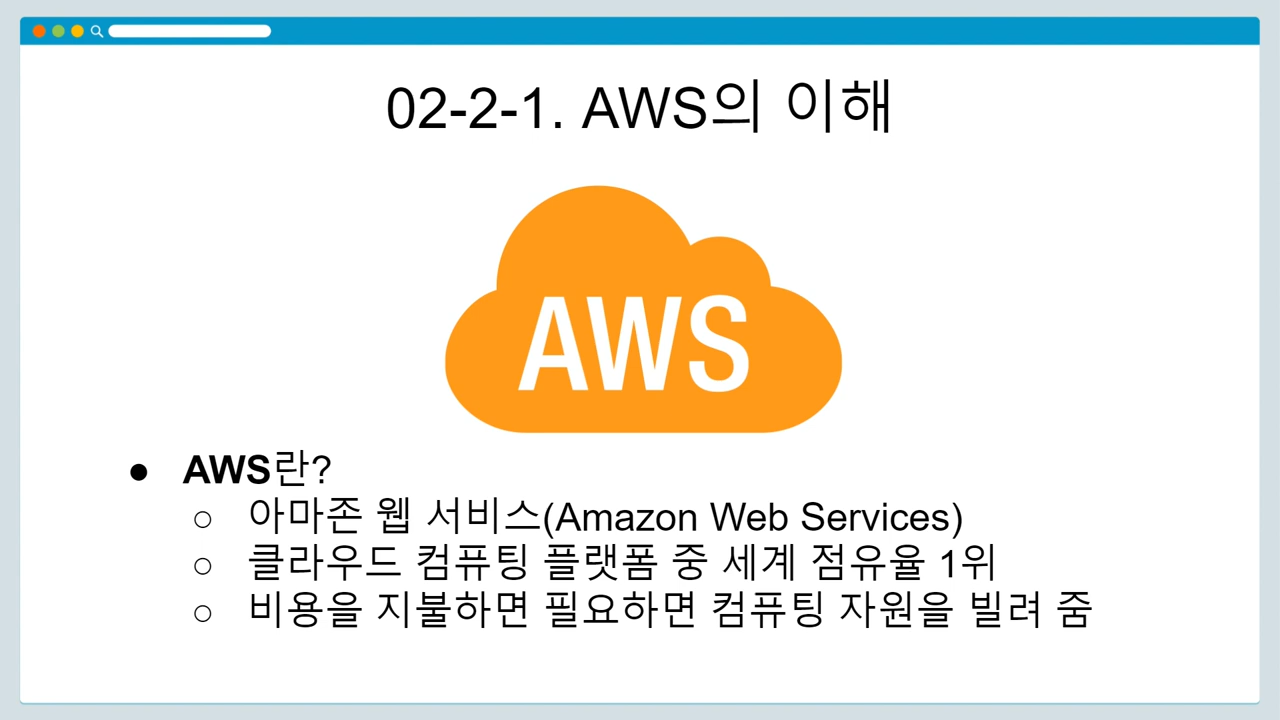 02-2-1. AWS의 이해
AWS
● AWS란?
○ 아마존 웹 서비스(Amazon Web Services)
○ 클라우드 컴퓨팅 플랫폼 중 세계 점유율 1위
○ 비용을 지불하면 필요하면 컴퓨팅 자원을 빌려 줌